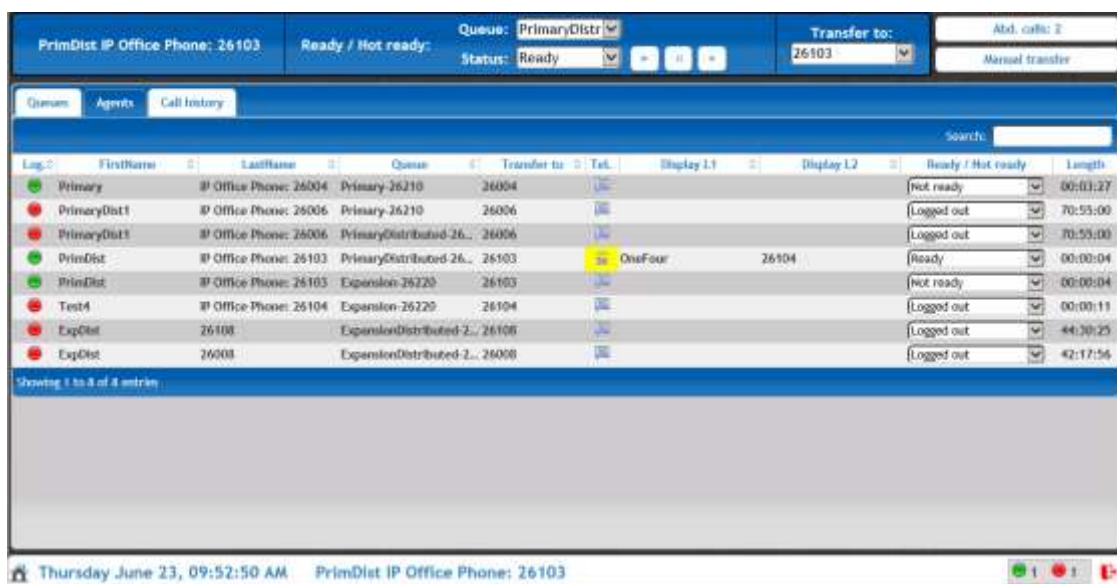 PrimDist IP Office Phone: 26103
Ready / Not ready:
Queue: PrimaryDistr
Status: Ready
Transfer to:
26103
Abd. calls: 2
Manual transfer
Queues Agents Call history
Search:
Log. FirstName LastName Queue Transfer to Tel. Display L1 Display L2 Ready / Not ready Length
Primary IP Office Phone: 26004 Primary-26210 26004 Not ready 00:03:27
PrimaryDist1 IP Office Phone: 26006 Primary-26210 26006 Logged out 70:55:00
PrimaryDist1 IP Office Phone: 26006 PrimaryDistributed-26... 26006 Logged out 70:55:00
PrimDist IP Office Phone: 26103 PrimaryDistributed-26... 26103 OneFour 26104 Ready 00:00:04
PrimDist IP Office Phone: 26103 Expansion-26220 26103 Not ready 00:00:04
Test4 IP Office Phone: 26104 Expansion-26220 26104 Logged out 00:00:11
ExpDist 26108 ExpansionDistributed-2... 26108 Logged out 44:30:25
ExpDist 26008 ExpansionDistributed-2... 26008 Logged out 42:17:56
Showing 1 to 8 of 8 entries
Thursday June 23, 09:52:50 AM PrimDist IP Office Phone: 26103 1 1